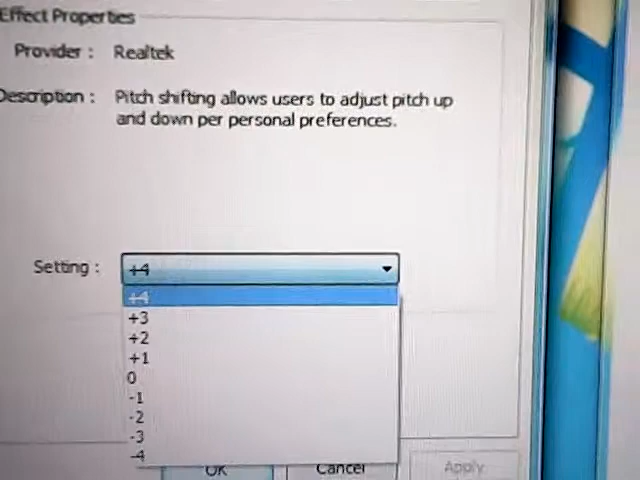 Effect Properties
Provider : Realtek
Description : Pitch shifting allows users to adjust pitch up
and down per personal preferences.
Setting : +4
+4
+3
+2
+1
0
-1
-2
-3
-4
OK Cancel Apply